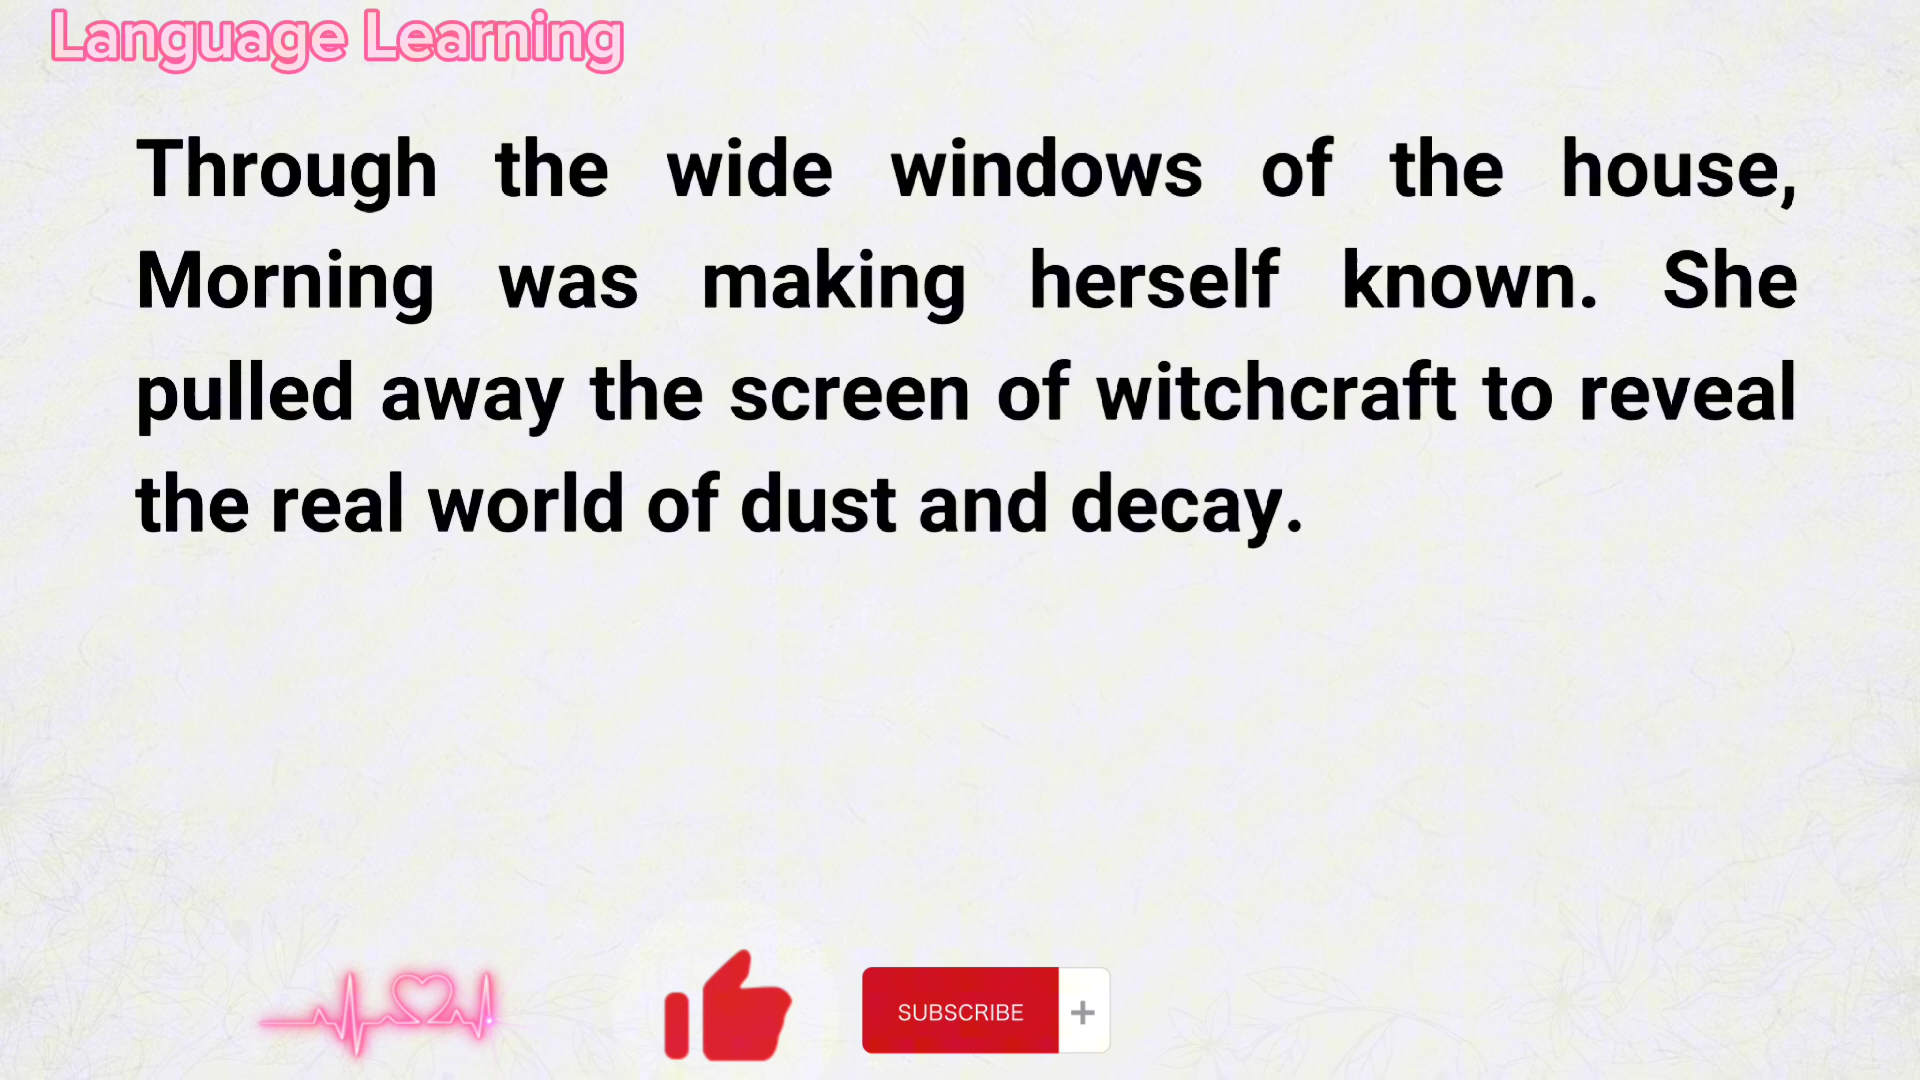 Language Learning
Through the wide windows of the house,
Morning was making herself known. She
pulled away the screen of witchcraft to reveal
the real world of dust and decay.
SUBSCRIBE +